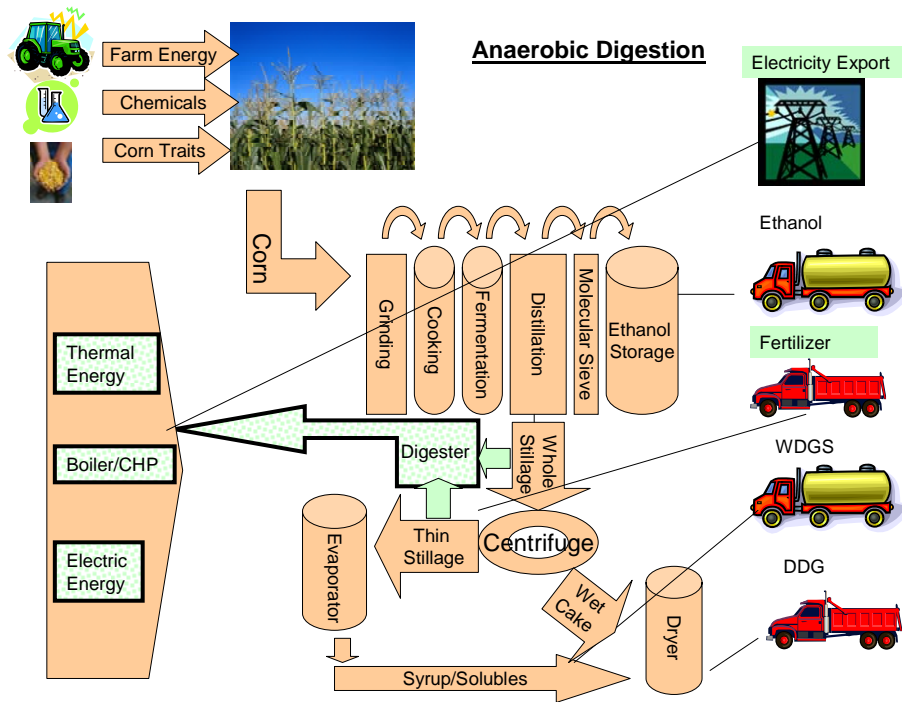 Anaerobic Digestion
Farm Energy
Chemicals
Corn Traits
Electricity Export
Corn
Grinding
Cooking
Fermentation
Distillation
Molecular Sieve
Ethanol
Storage
Ethanol
Fertilizer
WDGS
DDG
Thermal
Energy
Boiler/CHP
Electric
Energy
Digester
Whole
Stillage
Thin
Stillage
Centrifuge
Evaporator
Wet
Cake
Dryer
Syrup/Solubles